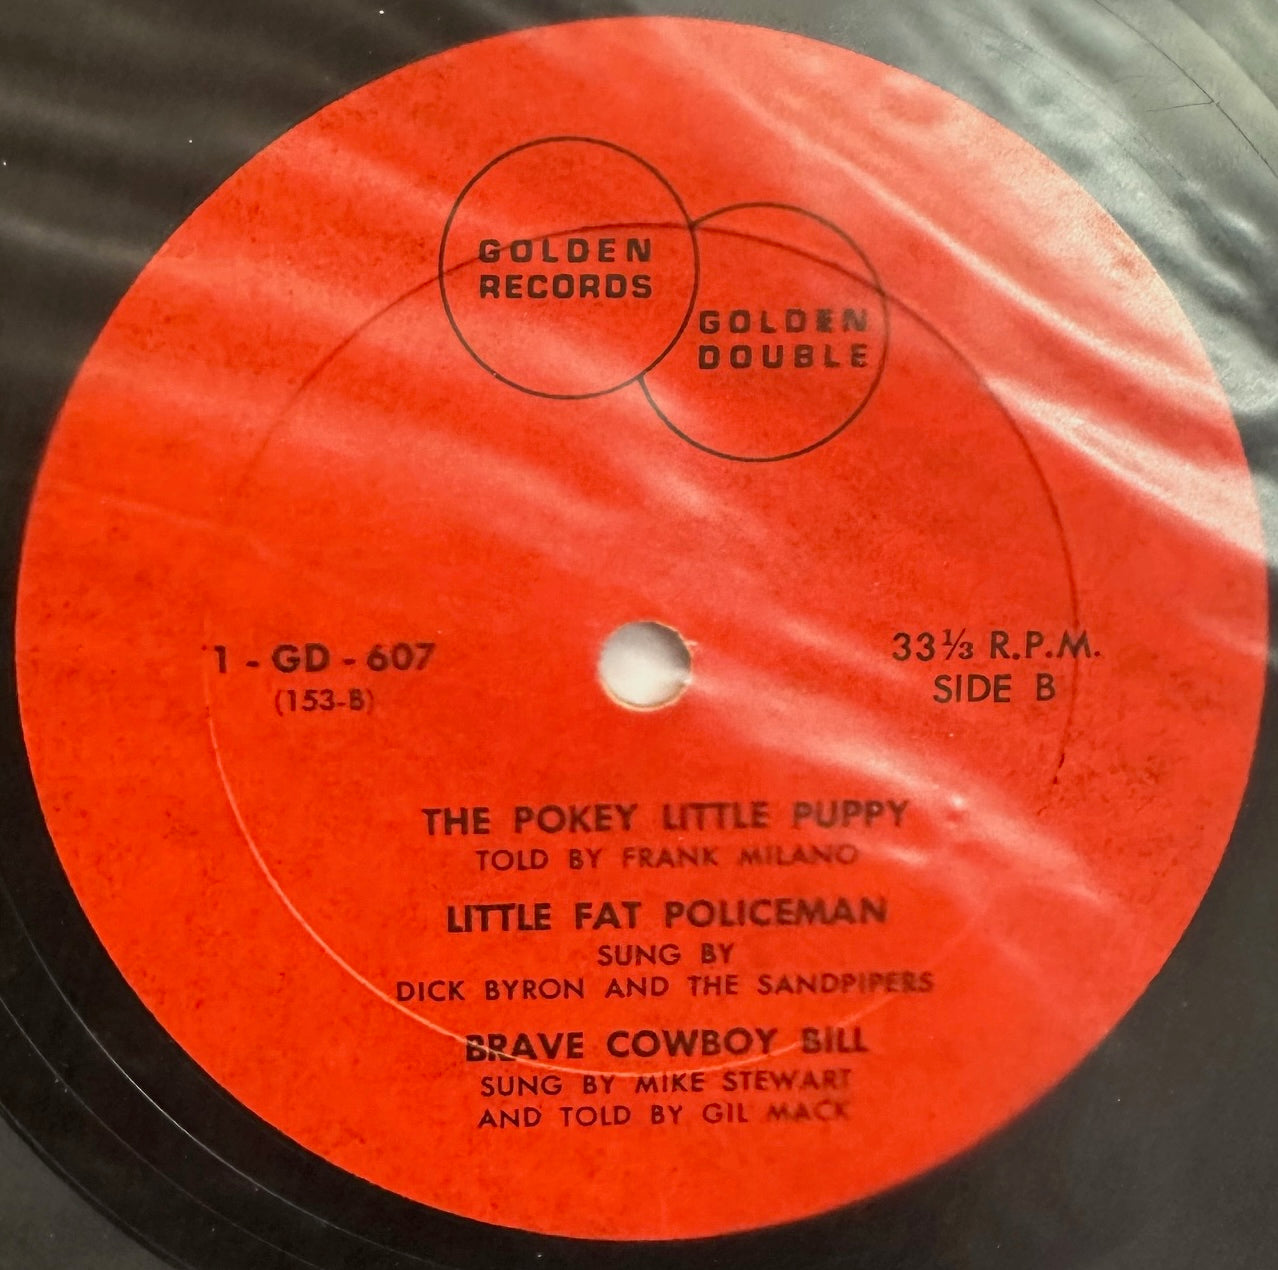 GOLDEN
RECORDS
GOLDEN
DOUBLE
1 - GD - 607
(153-B)
33⅓ R.P.M.
SIDE B
THE POKEY LITTLE PUPPY
TOLD BY FRANK MILANO
LITTLE FAT POLICEMAN
SUNG BY
DICK BYRON AND THE SANDPIPERS
BRAVE COWBOY BILL
SUNG BY MIKE STEWART
AND TOLD BY GIL MACK